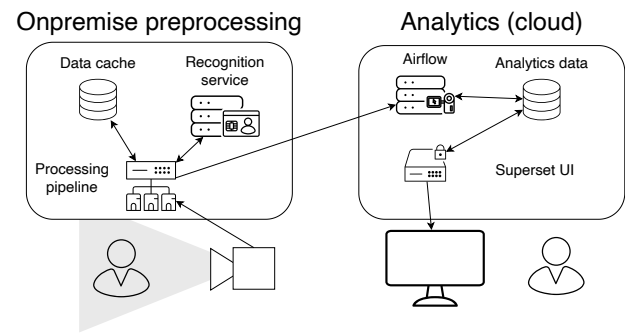 Onpremise preprocessing
Analytics (cloud)
Data cache
Recognition
service
Airflow
Analytics data
Processing
pipeline
Superset UI